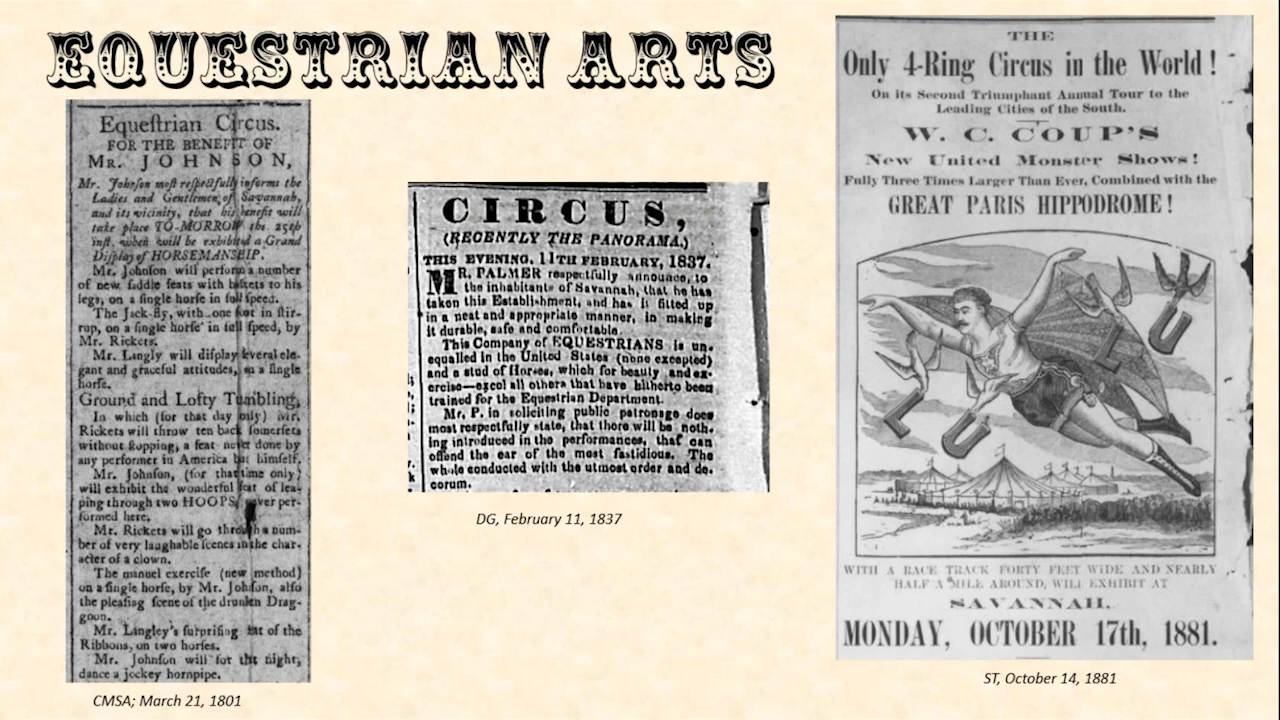 EQUESTRIAN ARTS
Equeſtrian Circus.
FOR THE BENEFIT OF
MR. JOHNSON,
Mr. Johnſon moſt reſpectfully informs the
Ladies and Gentlemen of Savannah,
and its vicinity, that his benefit will
take place TO-MORROW the 25th
inſt. when will be exhibited a Grand
Diſplay of HORSEMANSHIP.
Mr. Johnſon will perform a number
of new ſaddle feats with baſkets to his
legs, on a ſingle horſe in full ſpeed.
The Jack-fly, with one foot in ſtir-
rup, on a ſingle horſe in full ſpeed, by
Mr. Rickets.
Mr. Langly will diſplay ſeveral ele-
gant and graceful attitudes, on a ſingle
horſe.
Ground and Lofty Tumbling,
In which (for that day only) Mr.
Rickets will throw ten back ſomerſets
without ſtopping, a feat never done by
any performer in America but himſelf.
Mr. Johnſon, (for that time only)
will exhibit the wonderful feat of lea-
ping through two HOOPS, never per-
formed here.
Mr. Rickets will go through a num-
ber of very laughable ſcenes in the char-
acter of a clown.
The manuel exerciſe (new method)
on a ſingle horſe, by Mr. Johnſon, alſo
the pleaſing ſcene of the drunken Drag-
goon.
Mr. Langley's ſurpriſing feat of the
Ribbons, on two horſes.
Mr. Johnſon will for the night,
dance a jockey hornpipe.
CMSA; March 21, 1801
CIRCUS,
(RECENTLY THE PANORAMA.)
THIS EVENING, 11TH FEBRUARY, 1837.
MR. PALMER respectfully announce, to
the inhabitants of Savannah, that he has
taken this Establishment, and has it fitted up
in a neat and appropriate manner, in making
it durable, safe and comfortable.
This Company of EQUESTRIANS is un-
equalled in the United States (none excepted)
and a stud of Horses, which for beauty and ex-
ercise—excel all others that have hitherto been
trained for the Equestrian Department.
Mr. P. in soliciting public patronage does
most respectfully state, that there will be noth-
ing introduced in the performances, that can
offend the ear of the most fastidious. The
whole conducted with the utmost order and de-
corum.
DG, February 11, 1837
THE
Only 4-Ring Circus in the World!
On its Second Triumphant Annual Tour to the
Leading Cities of the South.
W. C. COUP'S
New United Monster Shows!
Fully Three Times Larger Than Ever, Combined with the
GREAT PARIS HIPPODROME!
LULU
WITH A RACE TRACK FORTY FEET WIDE AND NEARLY
HALF A MILE AROUND, WILL EXHIBIT AT
SAVANNAH,
MONDAY, OCTOBER 17th, 1881.
ST, October 14, 1881